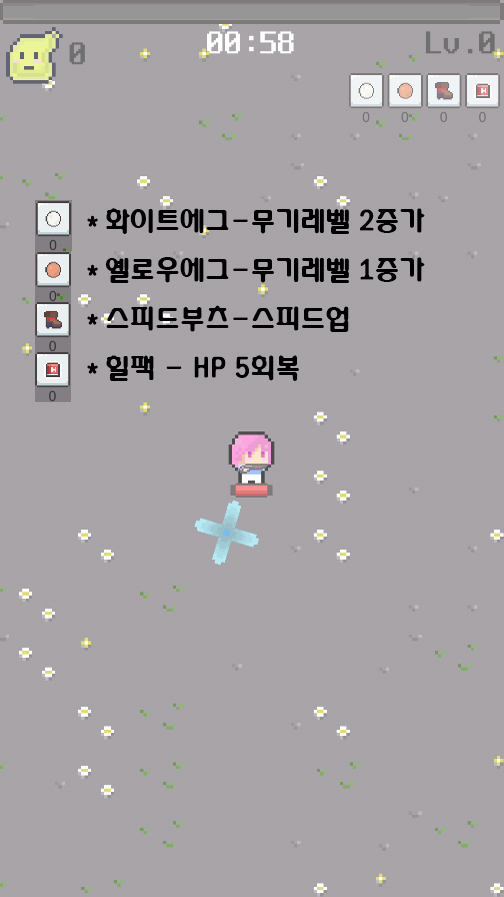 0
00:58
Lv.0
0 0 0 0
* 화이트에그-무기레벨 2증가
0
* 옐로우에그-무기레벨 1증가
0
* 스피드부츠-스피드업
0
* 일팩 - HP 5회복
0